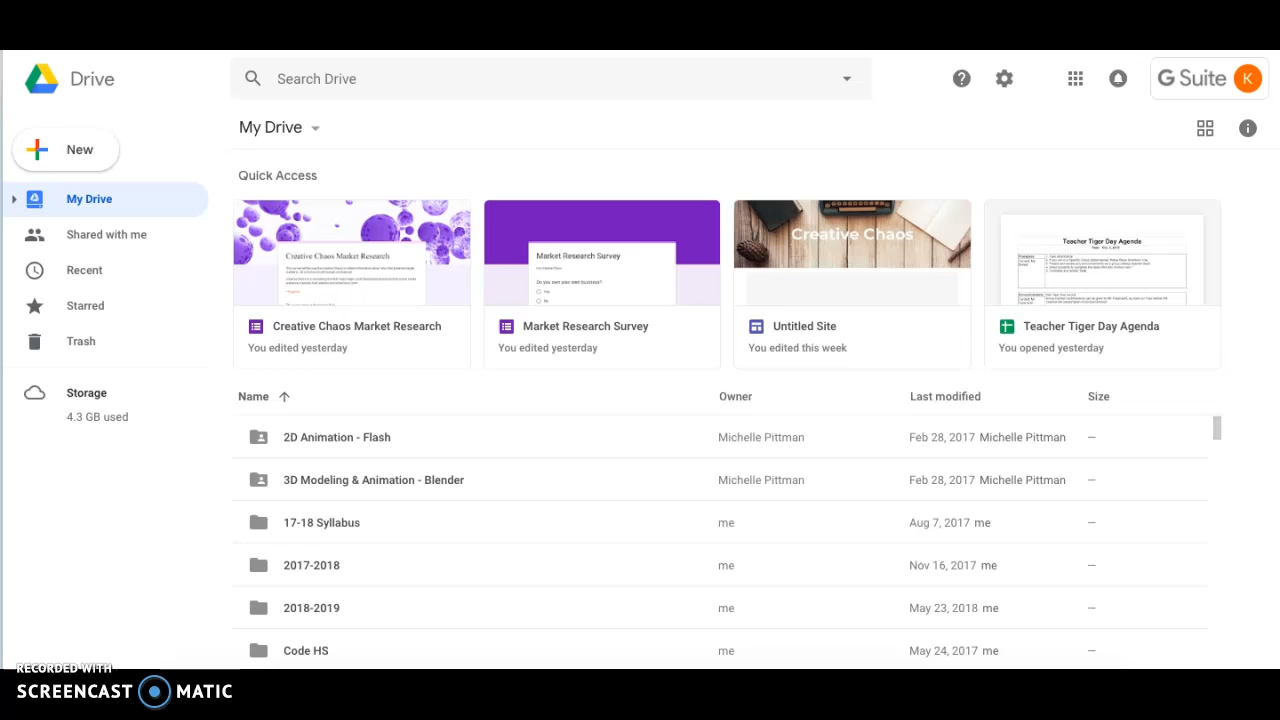 Drive
Search Drive
G Suite K
My Drive
New
Quick Access
My Drive
Shared with me
Recent
Starred
Trash
Storage
4.3 GB used
Creative Chaos Market Research
Market Research Survey
Do you own your own business?
Yes
No
Creative Chaos
Teacher Tiger Day Agenda
Creative Chaos Market Research
You edited yesterday
Market Research Survey
You edited yesterday
Untitled Site
You edited this week
Teacher Tiger Day Agenda
You opened yesterday
Name Owner Last modified Size
2D Animation - Flash Michelle Pittman Feb 28, 2017 Michelle Pittman —
3D Modeling & Animation - Blender Michelle Pittman Feb 28, 2017 Michelle Pittman —
17-18 Syllabus me Aug 7, 2017 me —
2017-2018 me Nov 16, 2017 me —
2018-2019 me May 23, 2018 me —
Code HS me May 24, 2017 me —
RECORDED WITH
SCREENCAST MATIC